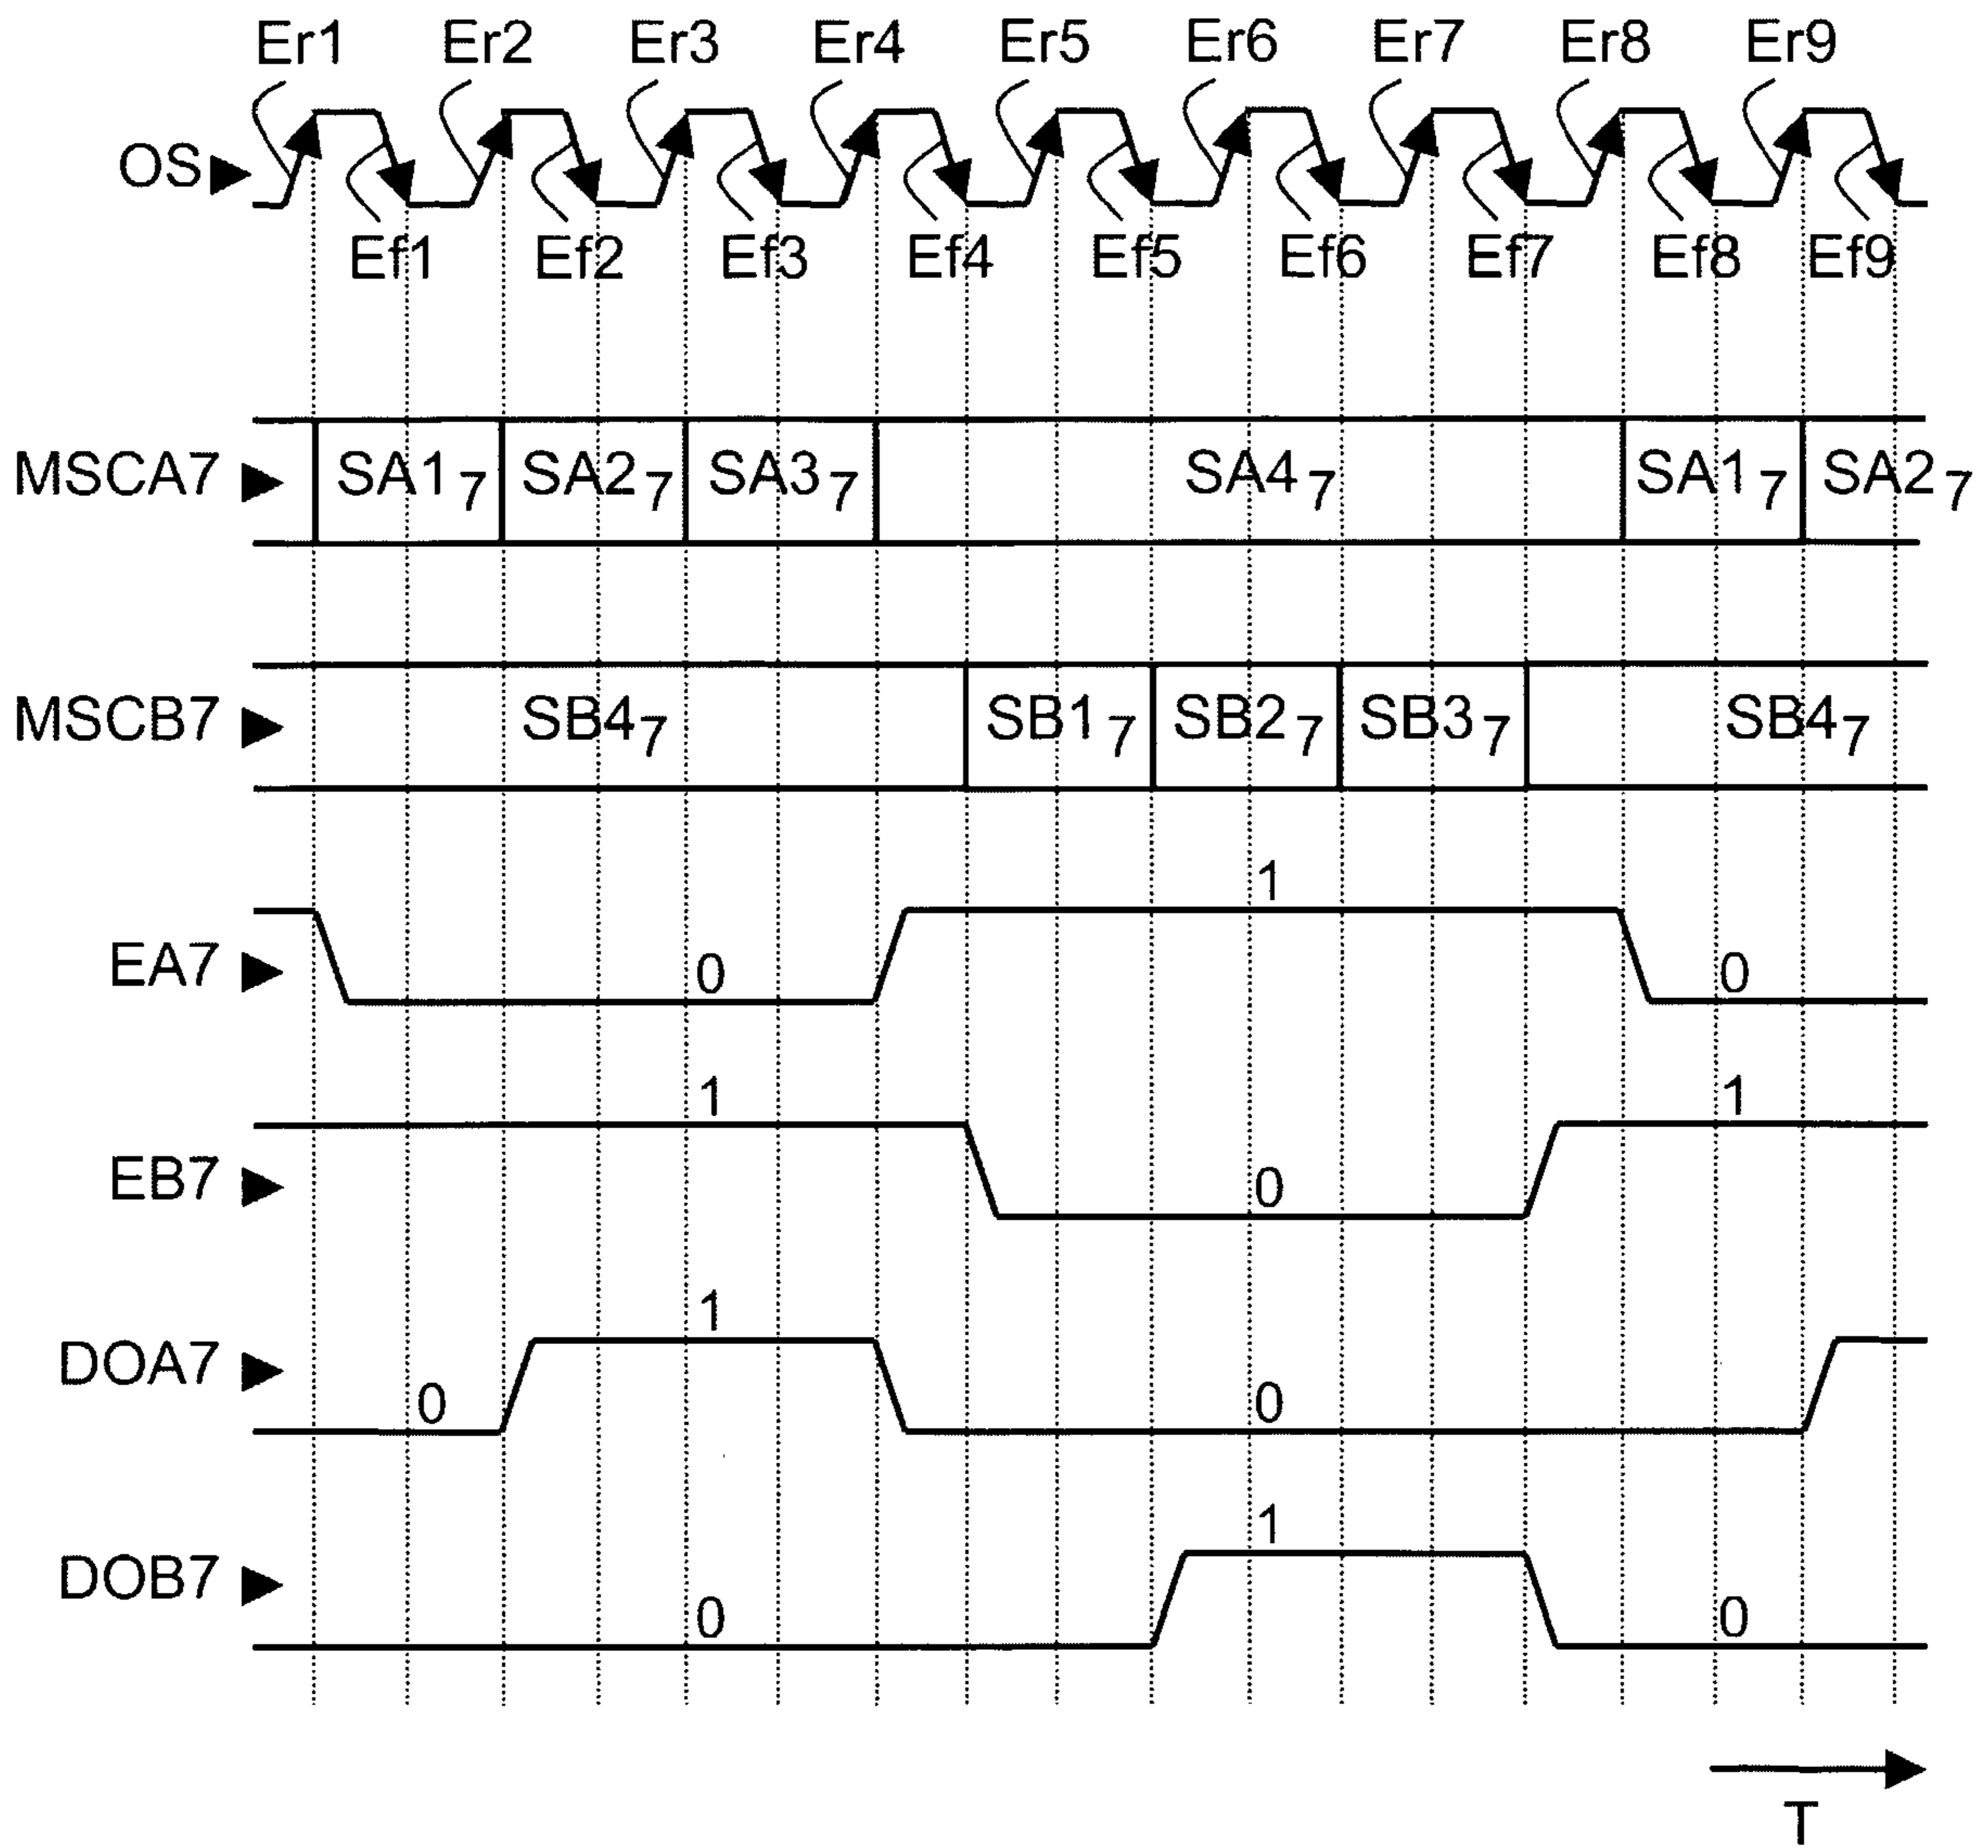 Er1 Er2 Er3 Er4 Er5 Er6 Er7 Er8 Er9
OS
Ef1 Ef2 Ef3 Ef4 Ef5 Ef6 Ef7 Ef8 Ef9
MSCA7 SA1₇ SA2₇ SA3₇ SA4₇ SA1₇ SA2₇
MSCB7 SB4₇ SB1₇ SB2₇ SB3₇ SB4₇
1
EA7 0 0
1 1
EB7 0
1
DOA7 0 0
1
DOB7 0 0
T